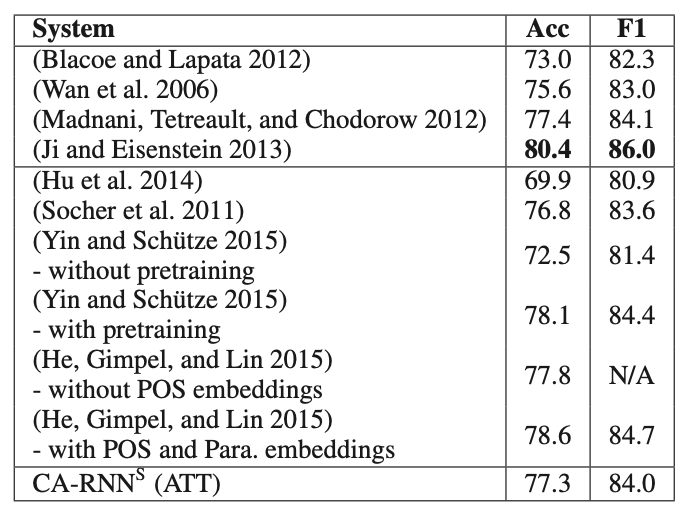 System Acc F1
(Blacoe and Lapata 2012) 73.0 82.3
(Wan et al. 2006) 75.6 83.0
(Madnani, Tetreault, and Chodorow 2012) 77.4 84.1
(Ji and Eisenstein 2013) 80.4 86.0
(Hu et al. 2014) 69.9 80.9
(Socher et al. 2011) 76.8 83.6
(Yin and Schütze 2015)
- without pretraining 72.5 81.4
(Yin and Schütze 2015)
- with pretraining 78.1 84.4
(He, Gimpel, and Lin 2015)
- without POS embeddings 77.8 N/A
(He, Gimpel, and Lin 2015)
- with POS and Para. embeddings 78.6 84.7
CA-RNN^S (ATT) 77.3 84.0